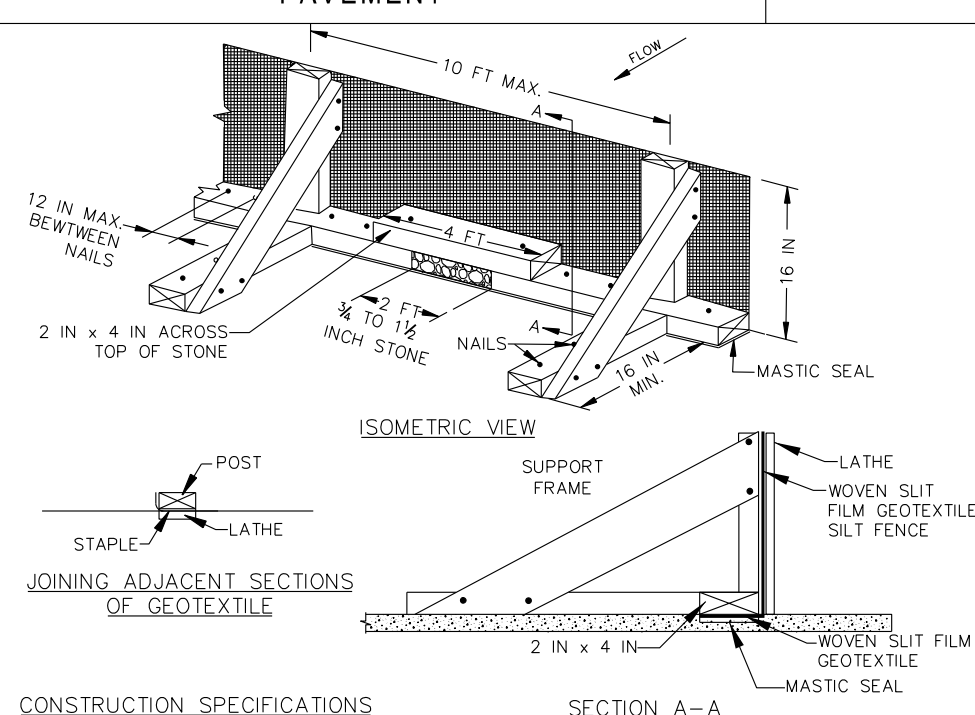 PAVEMENT
FLOW
10 FT MAX.
A
12 IN MAX.
BEWTWEEN
NAILS
4 FT
16 IN
2 FT
¾ TO 1½
INCH STONE
2 IN x 4 IN ACROSS
TOP OF STONE
NAILS
A
16 IN
MIN.
MASTIC SEAL
ISOMETRIC VIEW
POST
STAPLE
LATHE
JOINING ADJACENT SECTIONS
OF GEOTEXTILE
SUPPORT
FRAME
LATHE
WOVEN SLIT
FILM GEOTEXTILE
SILT FENCE
2 IN x 4 IN
WOVEN SLIT FILM
GEOTEXTILE
MASTIC SEAL
CONSTRUCTION SPECIFICATIONS
SECTION A-A